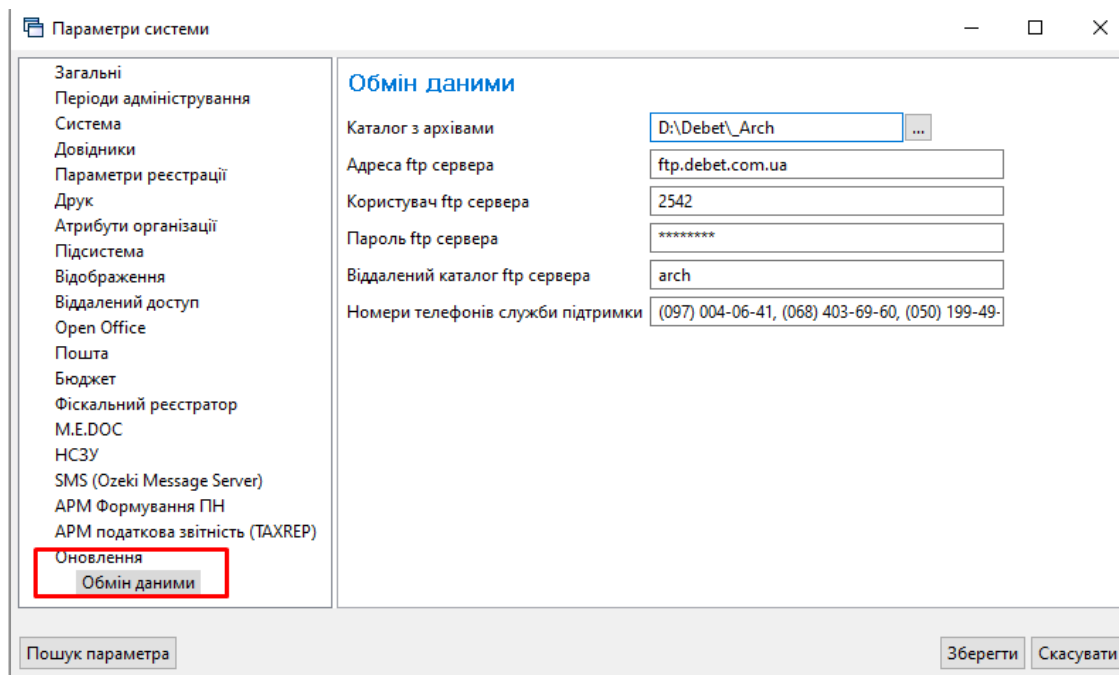 Параметри системи
Загальні
Періоди адміністрування
Система
Довідники
Параметри реєстрації
Друк
Атрибути організації
Підсистема
Відображення
Віддалений доступ
Open Office
Пошта
Бюджет
Фіскальний реєстратор
M.E.DOC
НСЗУ
SMS (Ozeki Message Server)
АРМ Формування ПН
АРМ податкова звітність (TAXREP)
Оновлення
Обмін даними
Обмін даними
Каталог з архівами D:\Debet\_Arch ...
Адреса ftp сервера ftp.debet.com.ua
Користувач ftp сервера 2542
Пароль ftp сервера ********
Віддалений каталог ftp сервера arch
Номери телефонів служби підтримки (097) 004-06-41, (068) 403-69-60, (050) 199-49-
Пошук параметра Зберегти Скасувати